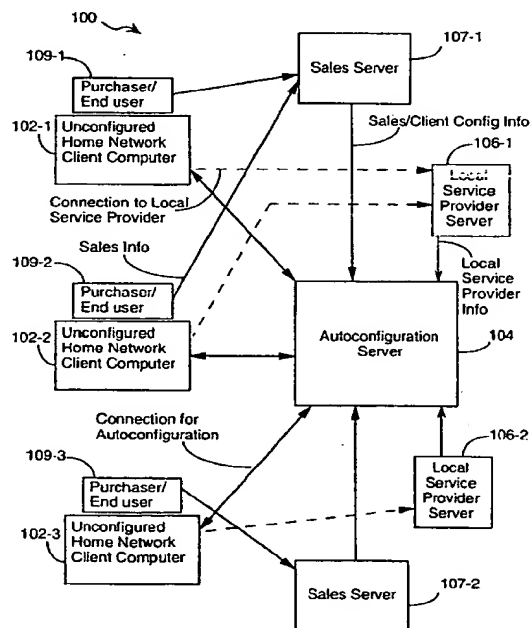 100
109-1
107-1
Purchaser/
End user
Sales Server
102-1
Unconfigured
Home Network
Client Computer
Sales/Client Config Info
106-1
Local
Service
Provider
Server
Connection to Local
Service Provider
Sales Info
109-2
Purchaser/
End user
Local
Service
Provider
Info
102-2
Unconfigured
Home Network
Client Computer
Autoconfiguration
Server
104
Connection for
Autoconfiguration
106-2
109-3
Purchaser/
End user
Local
Service
Provider
Server
102-3
Unconfigured
Home Network
Client Computer
107-2
Sales Server